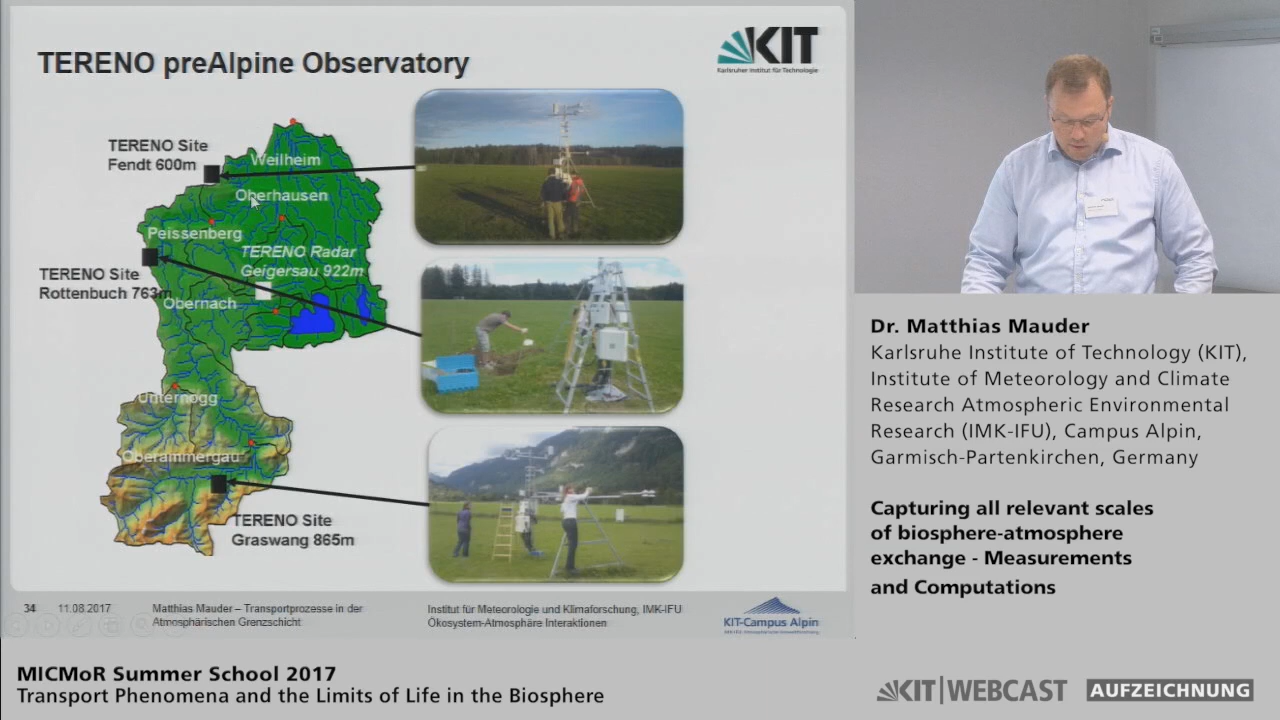 TERENO preAlpine Observatory
KIT
Karlsruher Institut für Technologie
TERENO Site
Fendt 600m
Weilheim
Oberhausen
Peissenberg
TERENO Radar
Geigersau 922m
TERENO Site
Rottenbuch 763m
Obernach
Unternogg
Oberammergau
TERENO Site
Graswang 865m
34
11.08.2017
Matthias Mauder – Transportprozesse in der
Atmosphärischen Grenzschicht
Institut für Meteorologie und Klimaforschung, IMK-IFU
Ökosystem-Atmosphäre Interaktionen
KIT-Campus Alpin
Dr. Matthias Mauder
Karlsruhe Institute of Technology (KIT),
Institute of Meteorology and Climate
Research Atmospheric Environmental
Research (IMK-IFU), Campus Alpin,
Garmisch-Partenkirchen, Germany
Capturing all relevant scales
of biosphere-atmosphere
exchange - Measurements
and Computations
MICMoR Summer School 2017
Transport Phenomena and the Limits of Life in the Biosphere
KIT|WEBCAST
AUFZEICHNUNG